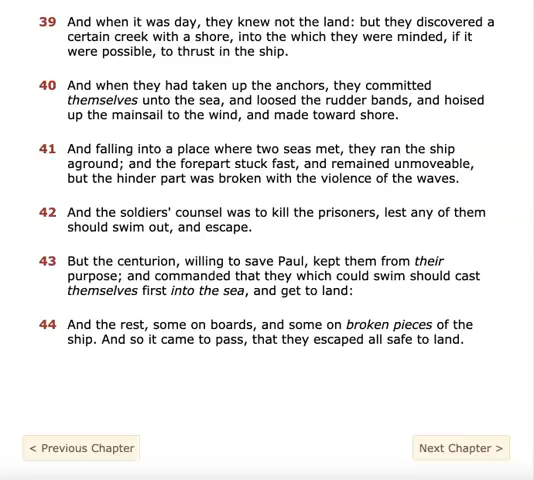 39 And when it was day, they knew not the land: but they discovered a
certain creek with a shore, into the which they were minded, if it
were possible, to thrust in the ship.
40 And when they had taken up the anchors, they committed
themselves unto the sea, and loosed the rudder bands, and hoised
up the mainsail to the wind, and made toward shore.
41 And falling into a place where two seas met, they ran the ship
aground; and the forepart stuck fast, and remained unmoveable,
but the hinder part was broken with the violence of the waves.
42 And the soldiers' counsel was to kill the prisoners, lest any of them
should swim out, and escape.
43 But the centurion, willing to save Paul, kept them from their
purpose; and commanded that they which could swim should cast
themselves first into the sea, and get to land:
44 And the rest, some on boards, and some on broken pieces of the
ship. And so it came to pass, that they escaped all safe to land.
< Previous Chapter Next Chapter >